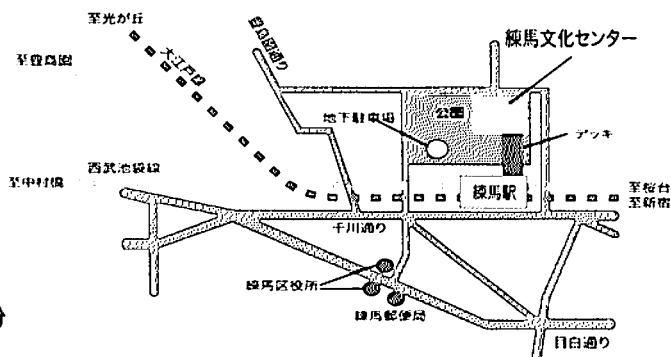 至光が丘
豊島園通り
練馬文化センター
至豊島園
大江戸線
公園
地下駐車場
デッキ
至中村橋
西武池袋線
練馬駅
至桜台
至新宿
千川通り
練馬区役所
練馬郵便局
目白通り
分